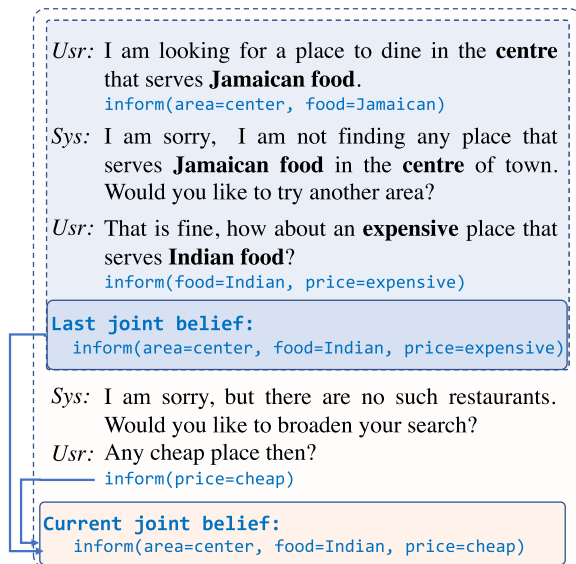 Usr: I am looking for a place to dine in the centre
that serves Jamaican food.
inform(area=center, food=Jamaican)
Sys: I am sorry, I am not finding any place that
serves Jamaican food in the centre of town.
Would you like to try another area?
Usr: That is fine, how about an expensive place that
serves Indian food?
inform(food=Indian, price=expensive)
Last joint belief:
inform(area=center, food=Indian, price=expensive)
Sys: I am sorry, but there are no such restaurants.
Would you like to broaden your search?
Usr: Any cheap place then?
inform(price=cheap)
Current joint belief:
inform(area=center, food=Indian, price=cheap)